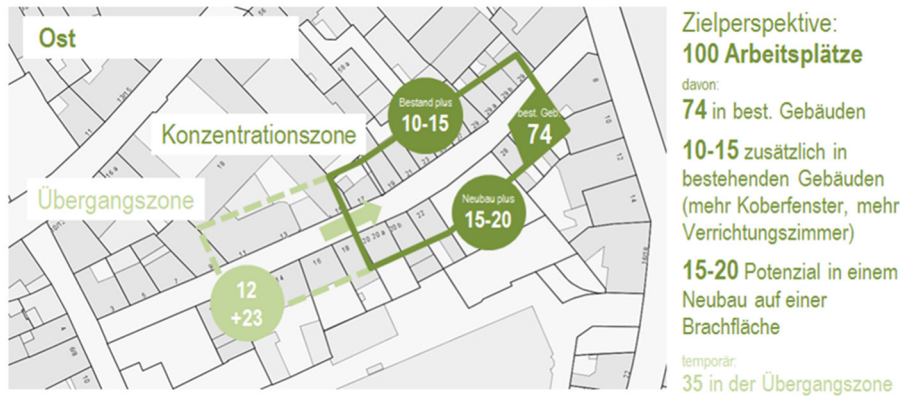 Ost
Konzentrationszone
Übergangszone
Bestand plus
10-15
best. Geb
74
Neubau plus
15-20
12
+23
Zielperspektive:
100 Arbeitsplätze
davon:
74 in best. Gebäuden
10-15 zusätzlich in
bestehenden Gebäuden
(mehr Koberfenster, mehr
Verrichtungszimmer)
15-20 Potenzial in einem
Neubau auf einer
Brachfläche
temporär:
35 in der Übergangszone